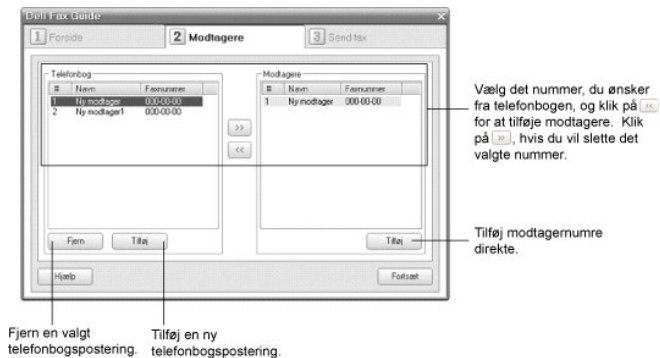 Dell Fax Guide
1 Forside
2 Modtagere
3 Send fax
Telefonbog
# Navn Faxnummer
1 Ny modtager 000-00-00
2 Ny modtager1 000-00-00
>>
<<
Modtagere
# Navn Faxnummer
1 Ny modtager 000-00-00
Fjern
Tilføj
Tilføj
Hjælp
Fortsæt
Vælg det nummer, du ønsker
fra telefonbogen, og klik på <<
for at tilføje modtagere. Klik
på >>, hvis du vil slette det
valgte nummer.
Tilføj modtagernumre
direkte.
Fjern en valgt
telefonbogspostering.
Tilføj en ny
telefonbogspostering.